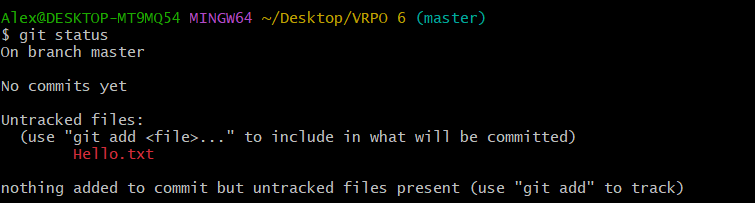 Alex@DESKTOP-MT9MQ54 MINGW64 ~/Desktop/VRPO 6 (master)
$ git status
On branch master
No commits yet
Untracked files:
(use "git add <file>..." to include in what will be committed)
Hello.txt
nothing added to commit but untracked files present (use "git add" to track)